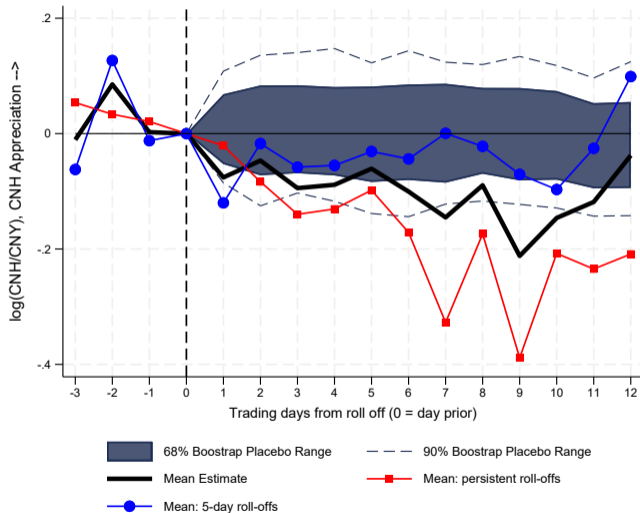 log(CNH/CNY), CNH Appreciation -->
.2
0
-.2
-.4
-3 -2 -1 0 1 2 3 4 5 6 7 8 9 10 11 12
Trading days from roll off (0 = day prior)
68% Boostrap Placebo Range
90% Boostrap Placebo Range
Mean Estimate
Mean: persistent roll-offs
Mean: 5-day roll-offs